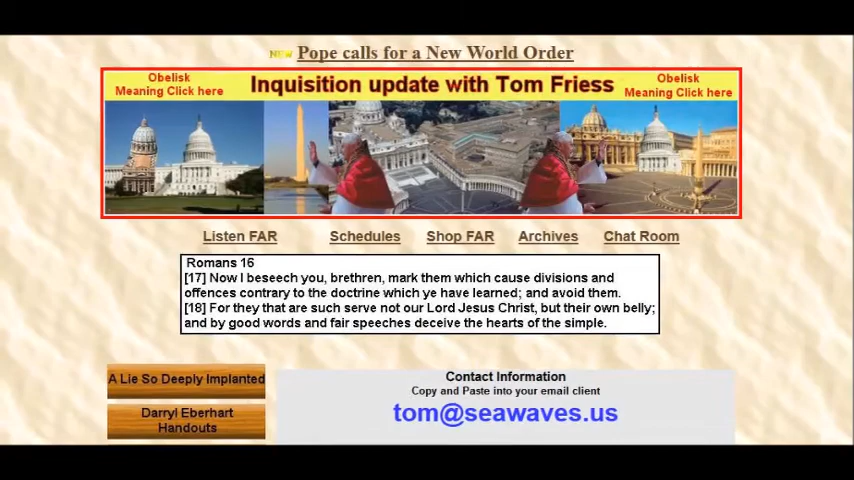 NEW Pope calls for a New World Order
Obelisk
Meaning Click here
Inquisition update with Tom Friess
Obelisk
Meaning Click here
Listen FAR Schedules Shop FAR Archives Chat Room
Romans 16
[17] Now I beseech you, brethren, mark them which cause divisions and
offences contrary to the doctrine which ye have learned; and avoid them.
[18] For they that are such serve not our Lord Jesus Christ, but their own belly;
and by good words and fair speeches deceive the hearts of the simple.
A Lie So Deeply Implanted
Darryl Eberhart
Handouts
Contact Information
Copy and Paste into your email client
tom@seawaves.us